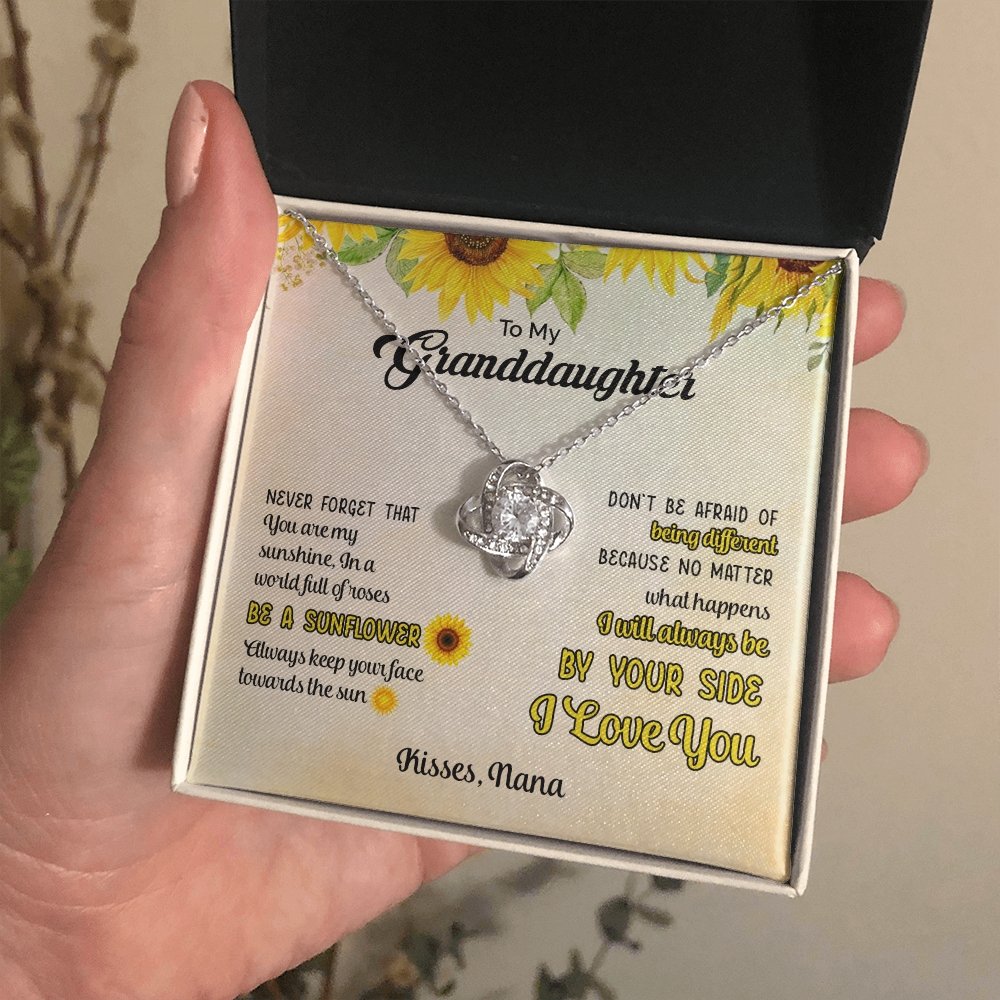 To My
Granddaughter
NEVER FORGET THAT
You are my
sunshine, In a
world full of roses
BE A SUNFLOWER
Always keep your face
towards the sun
DON'T BE AFRAID OF
being different
BECAUSE NO MATTER
what happens
I will always be
BY YOUR SIDE
I Love You
Kisses, Nana